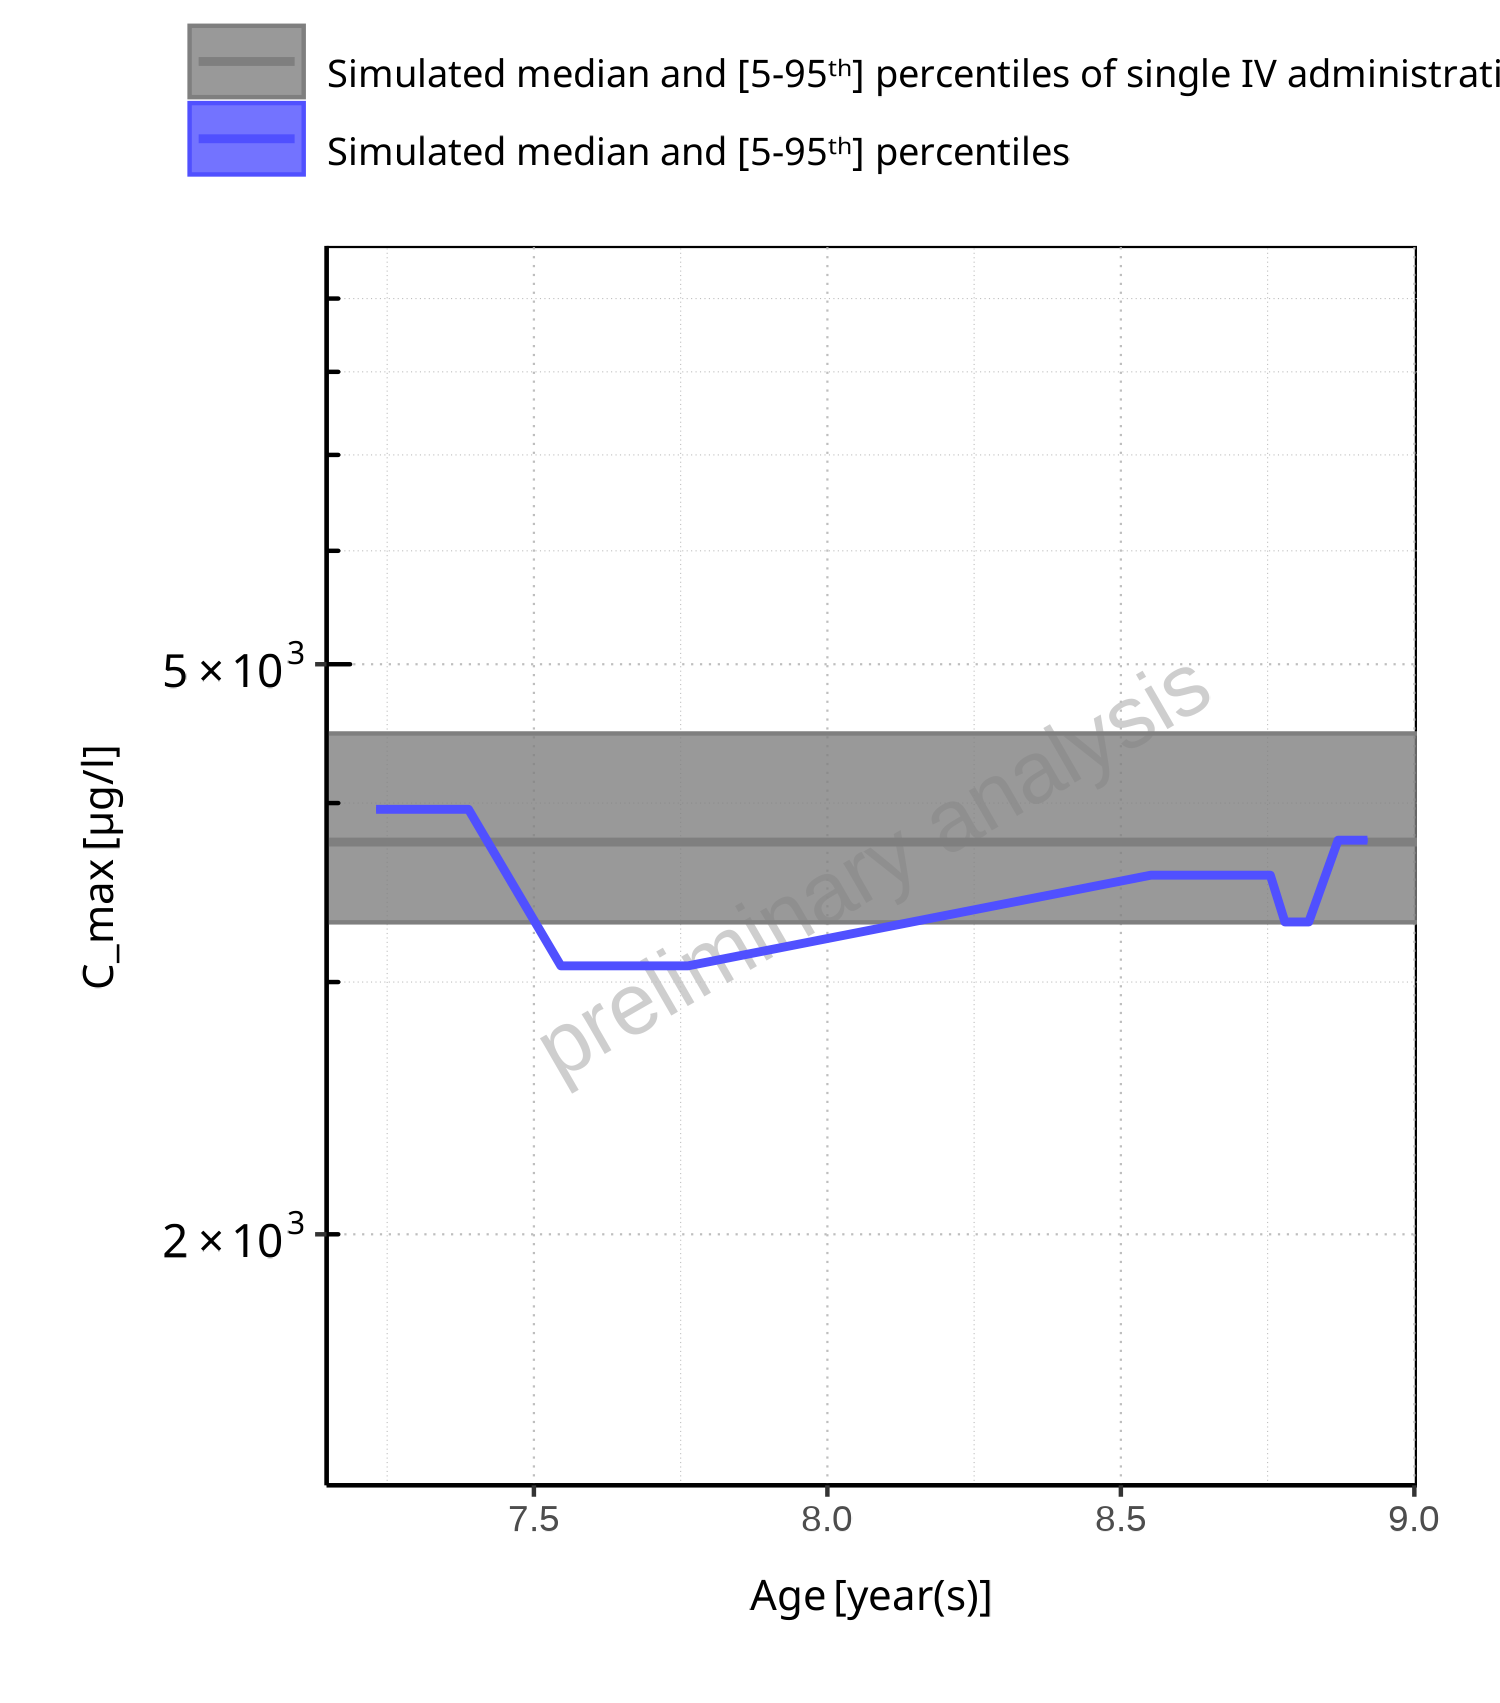 Simulated median and [5-95ᵗʰ] percentiles of single IV administrati
Simulated median and [5-95ᵗʰ] percentiles
5 × 10³
2 × 10³
C_max [µg/l]
preliminary analysis
7.5 8.0 8.5 9.0
Age [year(s)]